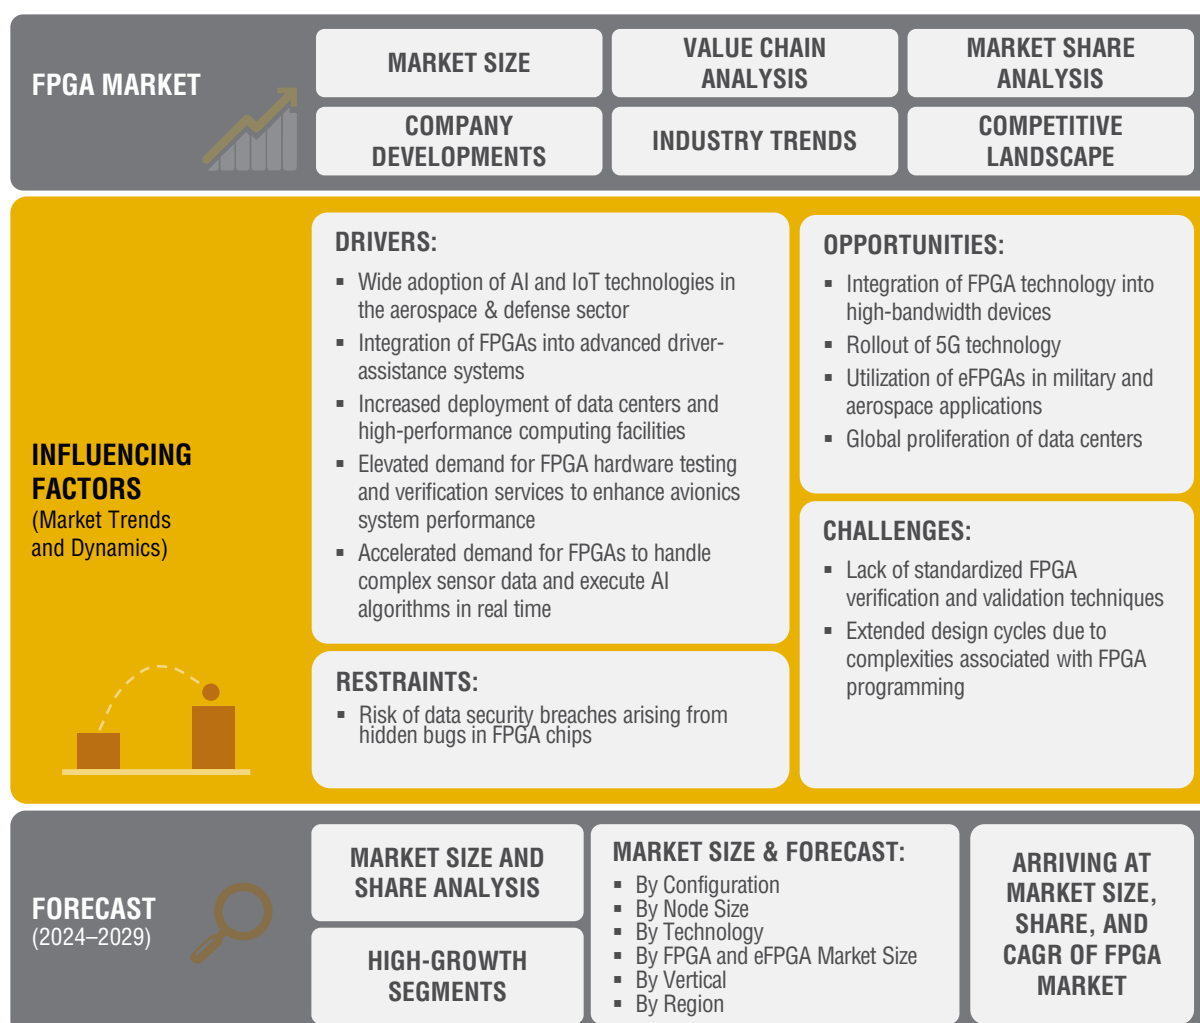 FPGA MARKET
MARKET SIZE
VALUE CHAIN
ANALYSIS
MARKET SHARE
ANALYSIS
COMPANY
DEVELOPMENTS
INDUSTRY TRENDS
COMPETITIVE
LANDSCAPE
INFLUENCING
FACTORS
(Market Trends
and Dynamics)
DRIVERS:
▪ Wide adoption of AI and IoT technologies in
the aerospace & defense sector
▪ Integration of FPGAs into advanced driver-
assistance systems
▪ Increased deployment of data centers and
high-performance computing facilities
▪ Elevated demand for FPGA hardware testing
and verification services to enhance avionics
system performance
▪ Accelerated demand for FPGAs to handle
complex sensor data and execute AI
algorithms in real time
RESTRAINTS:
▪ Risk of data security breaches arising from
hidden bugs in FPGA chips
OPPORTUNITIES:
▪ Integration of FPGA technology into
high-bandwidth devices
▪ Rollout of 5G technology
▪ Utilization of eFPGAs in military and
aerospace applications
▪ Global proliferation of data centers
CHALLENGES:
▪ Lack of standardized FPGA
verification and validation techniques
▪ Extended design cycles due to
complexities associated with FPGA
programming
FORECAST
(2024–2029)
MARKET SIZE AND
SHARE ANALYSIS
HIGH-GROWTH
SEGMENTS
MARKET SIZE & FORECAST:
▪ By Configuration
▪ By Node Size
▪ By Technology
▪ By FPGA and eFPGA Market Size
▪ By Vertical
▪ By Region
ARRIVING AT
MARKET SIZE,
SHARE, AND
CAGR OF FPGA
MARKET